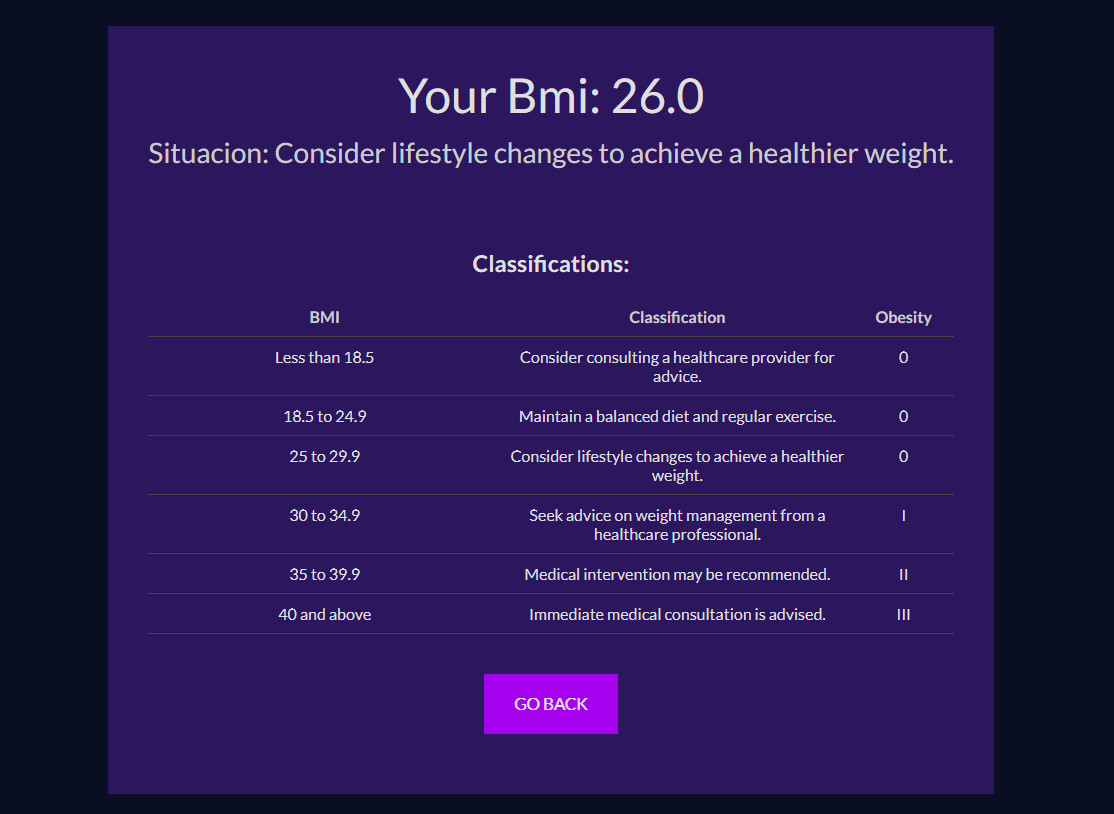 Your Bmi: 26.0
Situacion: Consider lifestyle changes to achieve a healthier weight.
Classifications:
BMI Classification Obesity
Less than 18.5 Consider consulting a healthcare provider for 0
advice.
18.5 to 24.9 Maintain a balanced diet and regular exercise. 0
25 to 29.9 Consider lifestyle changes to achieve a healthier 0
weight.
30 to 34.9 Seek advice on weight management from a I
healthcare professional.
35 to 39.9 Medical intervention may be recommended. II
40 and above Immediate medical consultation is advised. III
GO BACK